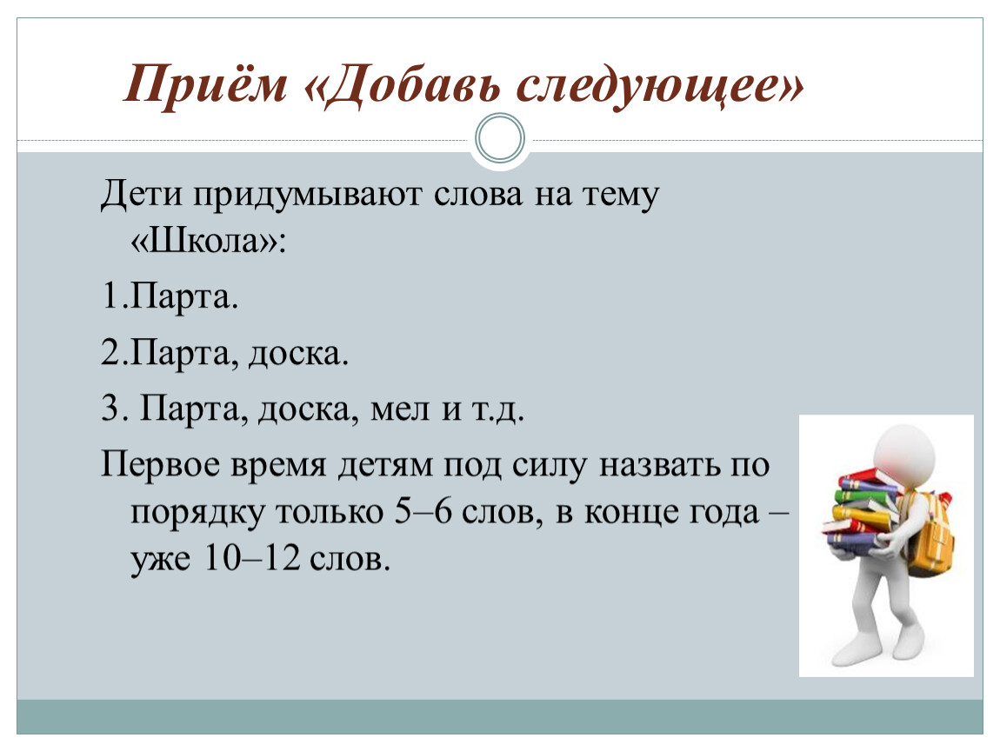 Приём «Добавь следующее»
Дети придумывают слова на тему
«Школа»:
1.Парта.
2.Парта, доска.
3. Парта, доска, мел и т.д.
Первое время детям под силу назвать по
порядку только 5–6 слов, в конце года –
уже 10–12 слов.